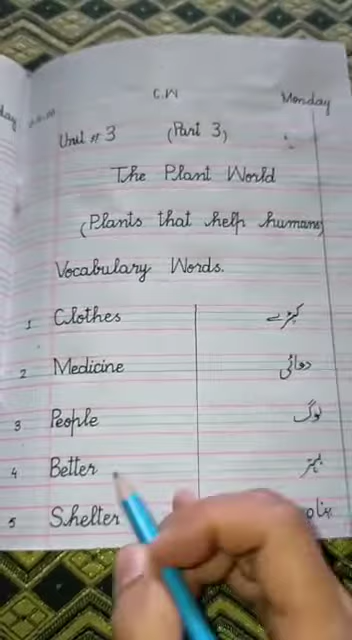 C.W
Monday
Unit # 3 (Part 3)
The Plant World
(Plants that help humans)
Vocabulary Words.
1 Clothes کپڑے
2 Medicine دوائی
3 People لوگ
4 Better بہتر
5 Shelter